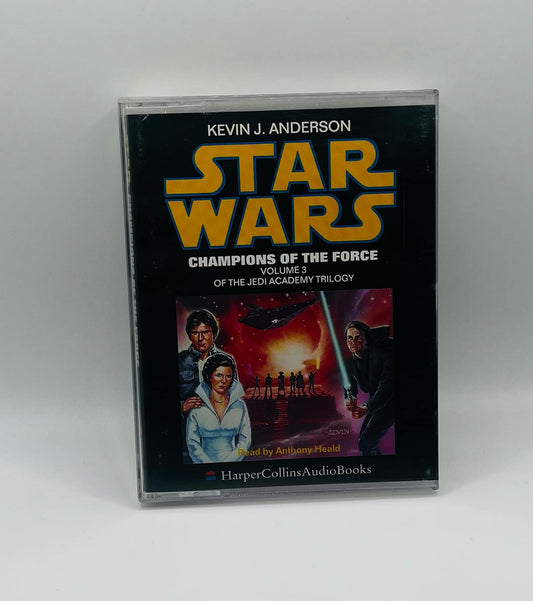 KEVIN J. ANDERSON
STAR
WARS
CHAMPIONS OF THE FORCE
VOLUME 3
OF THE JEDI ACADEMY TRILOGY
ALVIN
Read by Anthony Heald
HarperCollinsAudioBooks